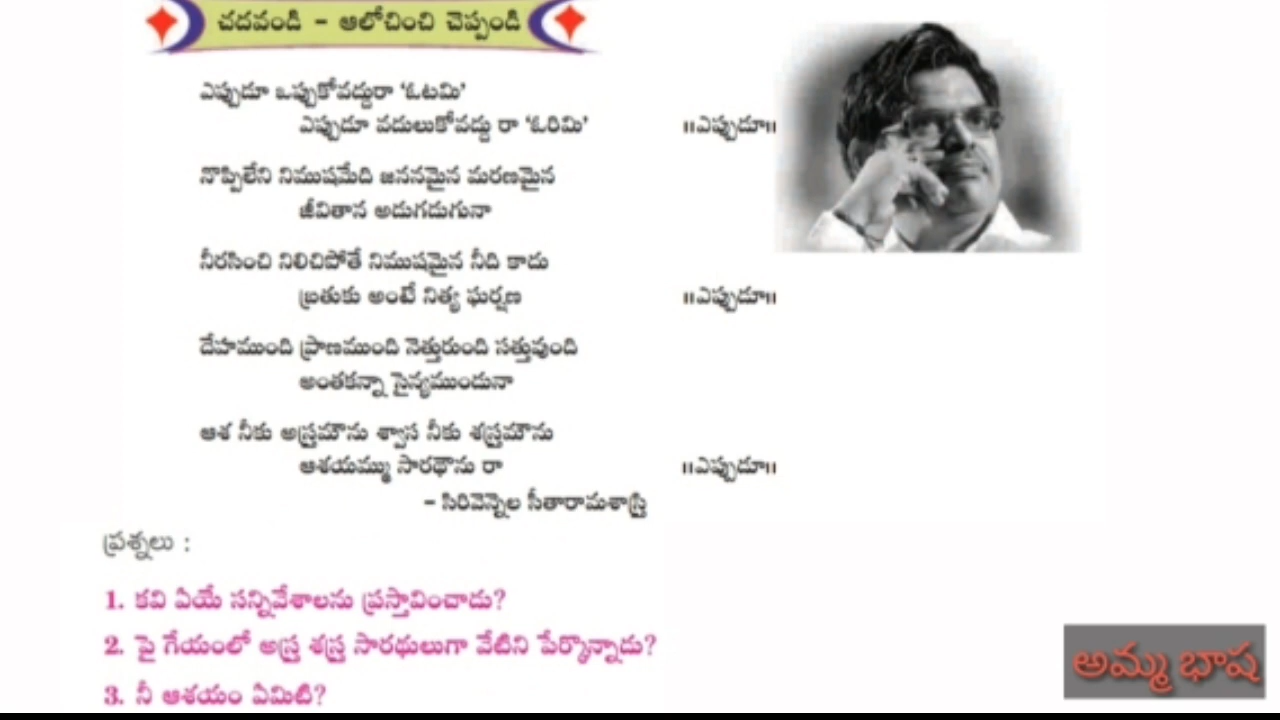 చదవండి - ఆలోచించి చెప్పండి
ఎప్పుడూ ఒప్పుకోవద్దురా ‘ఓటమి’
ఎప్పుడూ వదులుకోవద్దు రా ‘ఓరిమి’ ॥ఎప్పుడూ॥
నొప్పిలేని నిముషమేది జననమైన మరణమైన
జీవితాన అడుగడుగునా
నీరసించి నిలిచిపోతే నిముషమైన నీది కాదు
బ్రతుకు అంటే నిత్య ఘర్షణ ॥ఎప్పుడూ॥
దేహముంది ప్రాణముంది నెత్తురుంది సత్తువుంది
అంతకన్నా సైన్యముందునా
ఆశ నీకు అస్త్రమౌను శ్వాస నీకు శస్త్రమౌను
ఆశయమ్ము సారథౌను రా ॥ఎప్పుడూ॥
- సిరివెన్నెల సీతారామశాస్త్రి
ప్రశ్నలు :
1. కవి ఏయే సన్నివేశాలను ప్రస్తావించాడు?
2. పై గేయంలో అస్త్ర శస్త్ర సారథులుగా వేటిని పేర్కొన్నాడు?
3. నీ ఆశయం ఏమిటి?
అమ్మ భాష